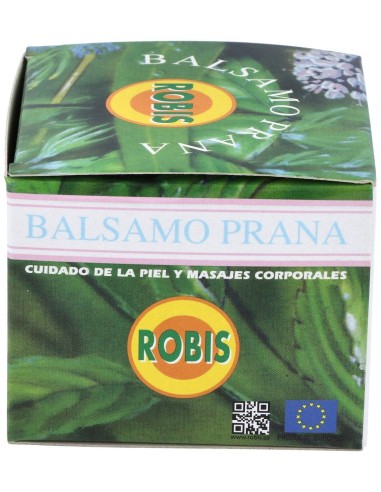 BALSAMO PRANA
ROBIS
BALSAMO PRANA
CUIDADO DE LA PIEL Y MASAJES CORPORALES
ROBIS
www.robis.es